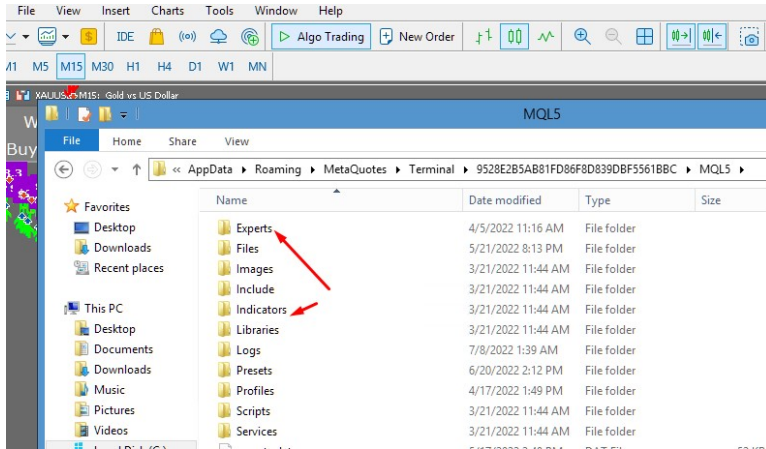 File View Insert Charts Tools Window Help
IDE Algo Trading New Order
M1 M5 M15 M30 H1 H4 D1 W1 MN
M15: Gold vs US Dollar
MQL5
W
File Home Share View
Buy
« AppData Roaming MetaQuotes Terminal 9528E2B5AB81FD86F8D839DBF5561BBC MQL5
Name Date modified Type Size
Favorites
Desktop
Downloads
Recent places
This PC
Desktop
Documents
Downloads
Music
Pictures
Videos
Experts 4/5/2022 11:16 AM File folder
Files 5/21/2022 8:13 PM File folder
Images 3/21/2022 11:44 AM File folder
Include 3/21/2022 11:44 AM File folder
Indicators 3/21/2022 11:44 AM File folder
Libraries 3/21/2022 11:44 AM File folder
Logs 7/8/2022 1:39 AM File folder
Presets 6/20/2022 2:12 PM File folder
Profiles 4/17/2022 1:49 PM File folder
Scripts 3/21/2022 11:44 AM File folder
Services 3/21/2022 11:44 AM File folder